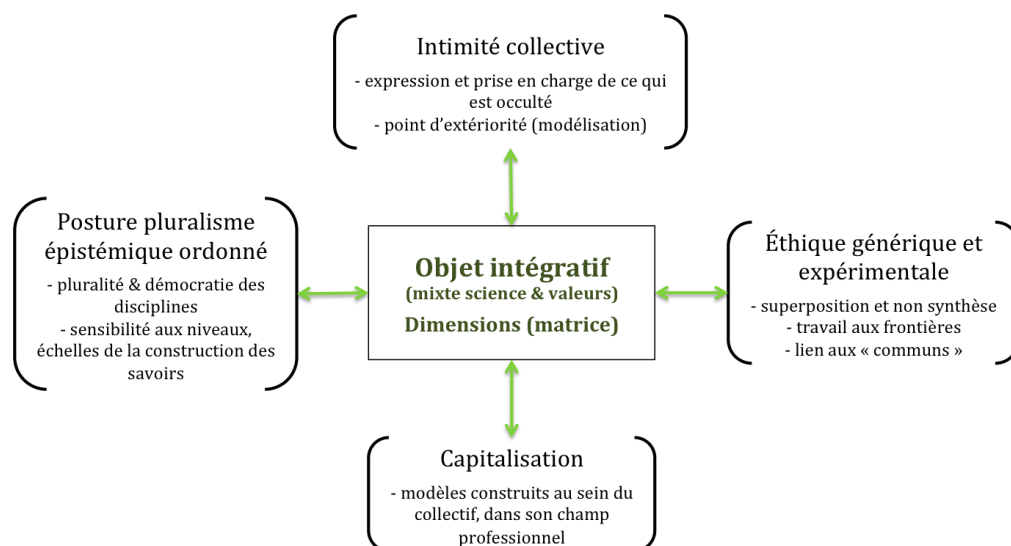 Intimité collective
- expression et prise en charge de ce qui
est occulté
- point d’extériorité (modélisation)
Posture pluralisme
épistémique ordonné
- pluralité & démocratie des
disciplines
- sensibilité aux niveaux,
échelles de la construction des
savoirs
Objet intégratif
(mixte science & valeurs)
Dimensions (matrice)
Éthique générique et
expérimentale
- superposition et non synthèse
- travail aux frontières
- lien aux « communs »
Capitalisation
- modèles construits au sein du
collectif, dans son champ
professionnel